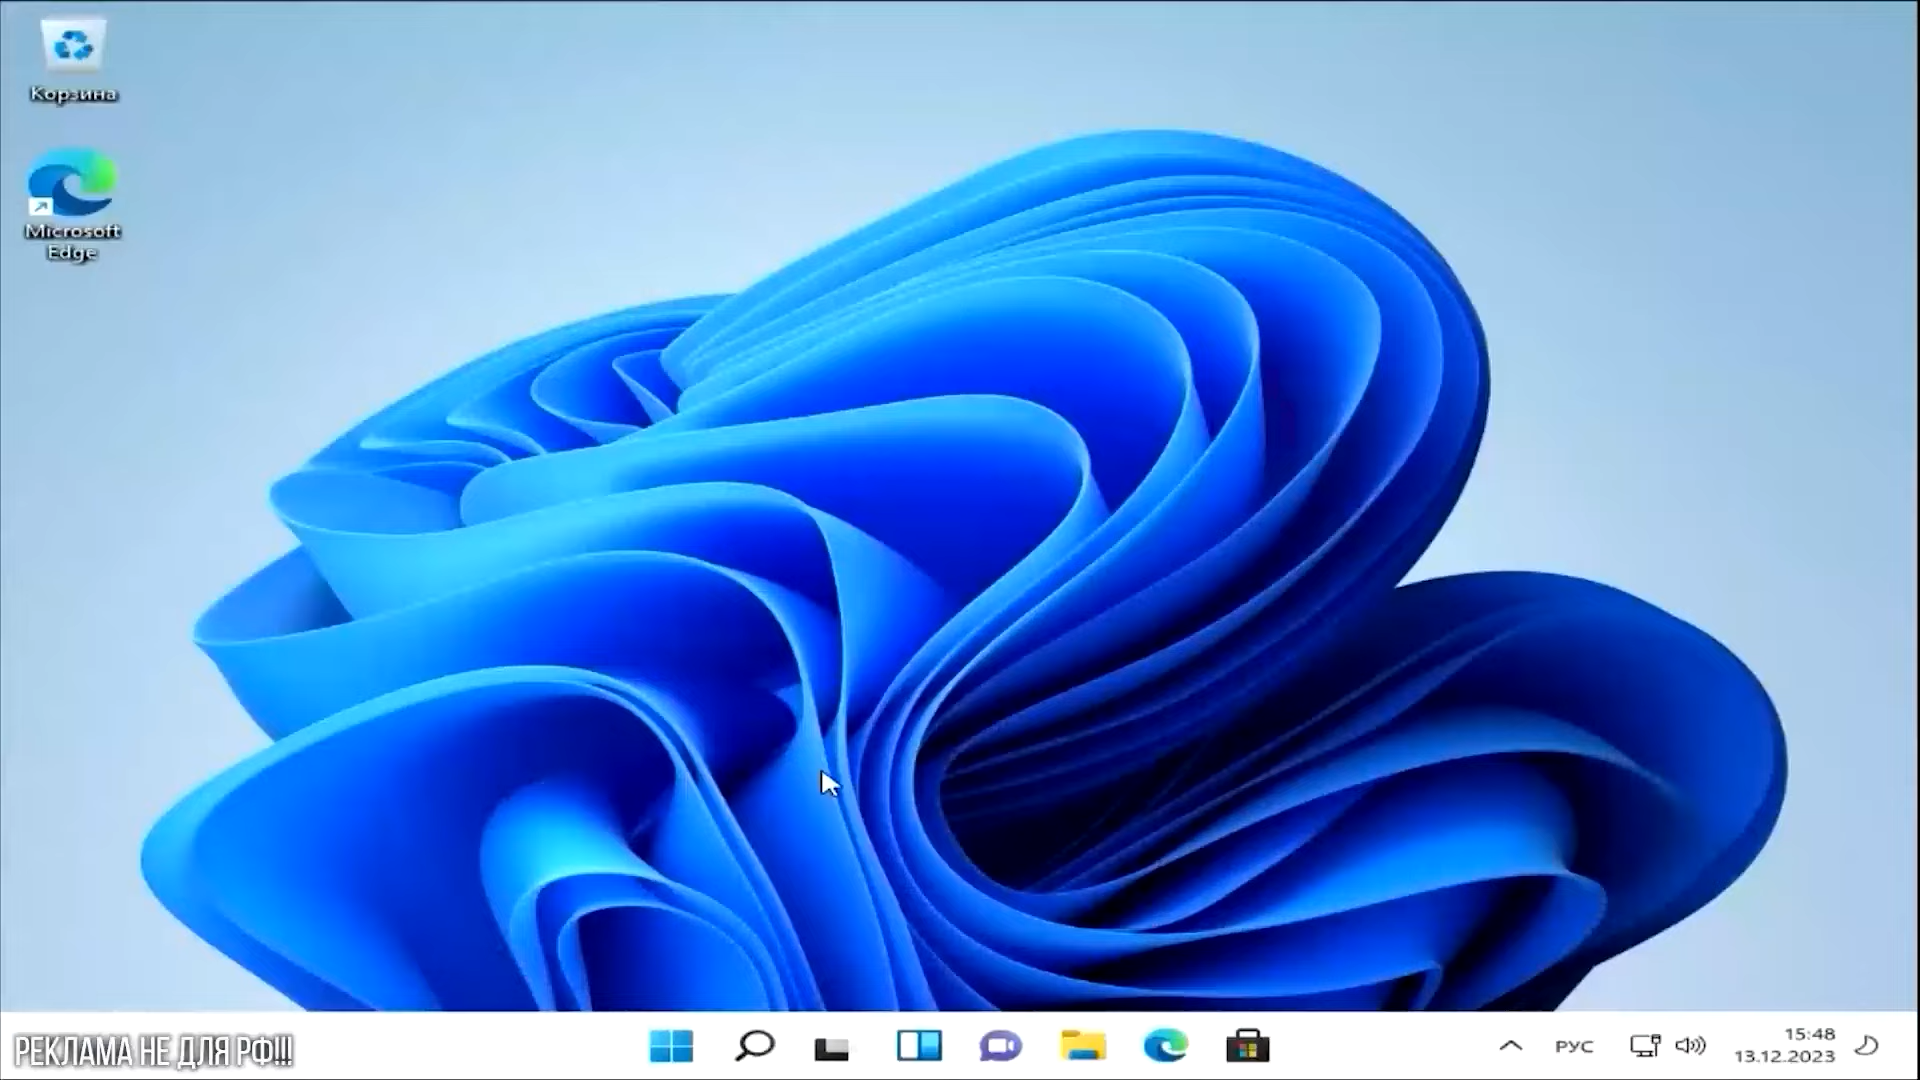 Корзина
Microsoft
Edge
РЕКЛАМА НЕ ДЛЯ РФ!!!
РУС
15:48
13.12.2023